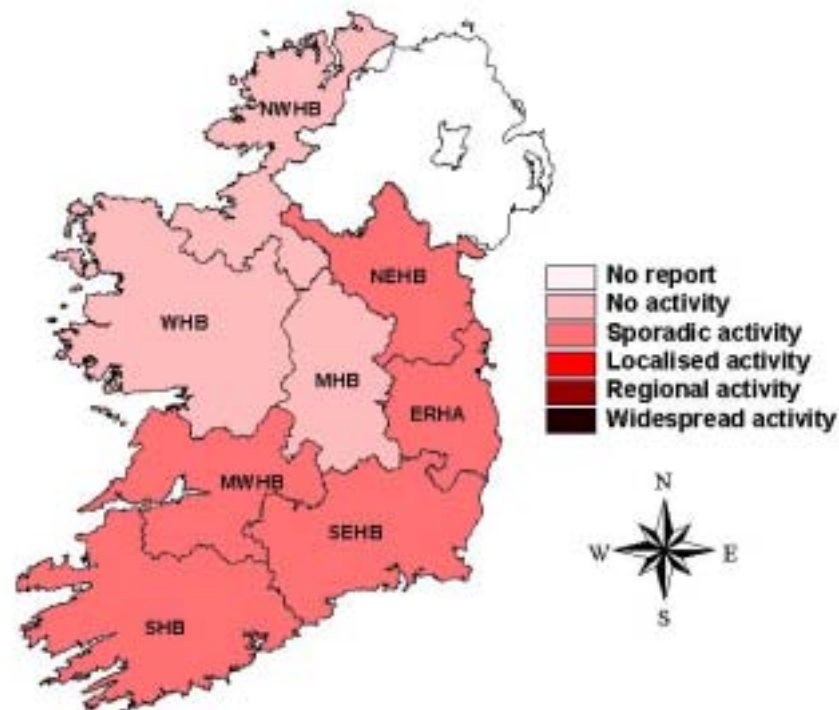 NWHB
NEHB
WHB
MHB
ERHA
MWHB
SEHB
SHB
No report
No activity
Sporadic activity
Localised activity
Regional activity
Widespread activity
N
W E
S